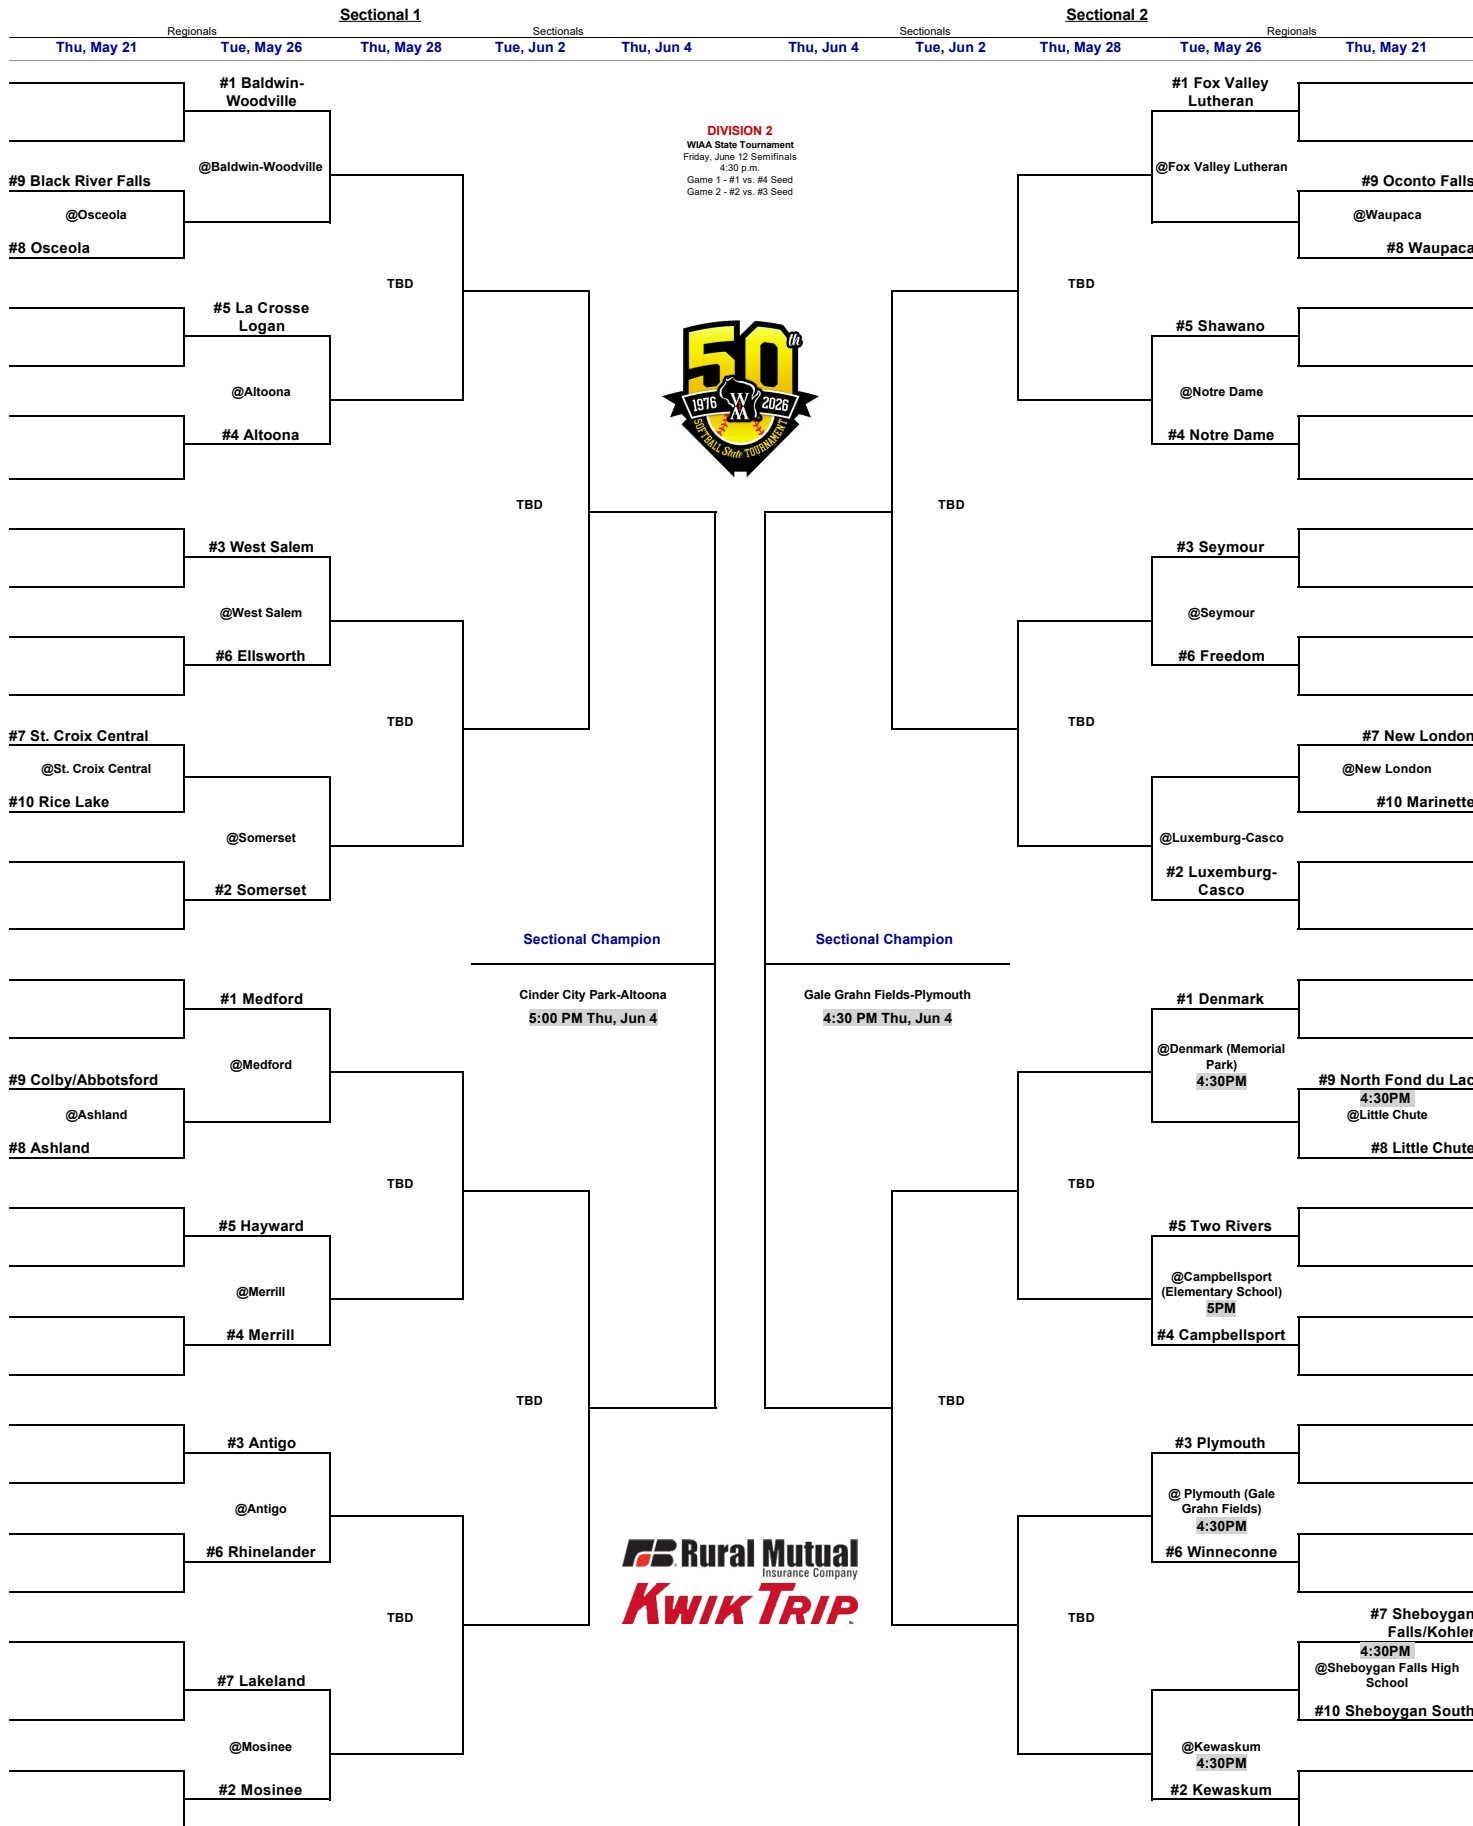 Sectional 1
Sectional 2
Regionals
Sectionals
Sectionals
Regionals
Thu, May 21
Tue, May 26
Thu, May 28
Tue, Jun 2
Thu, Jun 4
Thu, Jun 4
Tue, Jun 2
Thu, May 28
Tue, May 26
Thu, May 21
#1 Baldwin-
Woodville
@Baldwin-Woodville
#9 Black River Falls
@Osceola
#8 Osceola
TBD
#5 La Crosse
Logan
@Altoona
#4 Altoona
TBD
#3 West Salem
@West Salem
#6 Ellsworth
TBD
#7 St. Croix Central
@St. Croix Central
#10 Rice Lake
@Somerset
#2 Somerset
DIVISION 2
WIAA State Tournament
Friday, June 12 Semifinals
4:30 p.m.
Game 1 - #1 vs. #4 Seed
Game 2 - #2 vs. #3 Seed
50th
1976 WIAA 2026
SOFTBALL State TOURNAMENT
#1 Fox Valley
Lutheran
@Fox Valley Lutheran
#9 Oconto Falls
@Waupaca
#8 Waupaca
TBD
#5 Shawano
@Notre Dame
#4 Notre Dame
TBD
#3 Seymour
@Seymour
#6 Freedom
TBD
#7 New London
@New London
#10 Marinette
@Luxemburg-Casco
#2 Luxemburg-
Casco
Sectional Champion
Cinder City Park-Altoona
5:00 PM Thu, Jun 4
Sectional Champion
Gale Grahn Fields-Plymouth
4:30 PM Thu, Jun 4
#1 Medford
@Medford
#9 Colby/Abbotsford
@Ashland
#8 Ashland
TBD
#5 Hayward
@Merrill
#4 Merrill
TBD
#3 Antigo
@Antigo
#6 Rhinelander
TBD
#7 Lakeland
@Mosinee
#2 Mosinee
Rural Mutual
Insurance Company
KWIK TRIP
#1 Denmark
@Denmark (Memorial
Park)
4:30PM
#9 North Fond du Lac
4:30PM
@Little Chute
#8 Little Chute
TBD
#5 Two Rivers
@Campbellsport
(Elementary School)
5PM
#4 Campbellsport
TBD
#3 Plymouth
@ Plymouth (Gale
Grahn Fields)
4:30PM
#6 Winneconne
TBD
#7 Sheboygan
Falls/Kohler
4:30PM
@Sheboygan Falls High
School
#10 Sheboygan South
@Kewaskum
4:30PM
#2 Kewaskum